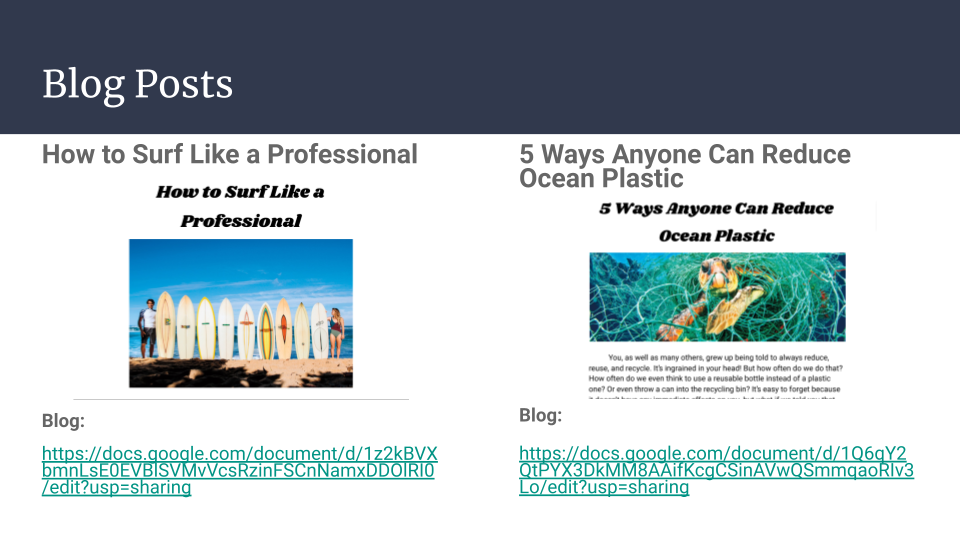 Blog Posts
How to Surf Like a Professional
How to Surf Like a
Professional
Blog:
https://docs.google.com/document/d/1z2kBVX
bmnLsE0EVBlSVMvVcsRzinFSCnNamxDDOlRI0
/edit?usp=sharing
5 Ways Anyone Can Reduce
Ocean Plastic
5 Ways Anyone Can Reduce
Ocean Plastic
You, as well as many others, grew up being told to always reduce,
reuse, and recycle. It's ingrained in your head! But how often do we do that?
How often do we even think to use a reusable bottle instead of a plastic
one? Or even throw a can into the recycling bin? It's easy to forget because
Blog:
https://docs.google.com/document/d/1Q6qY2
QtPYX3DkMM8AAifKcgCSinAVwQSmmqaoRlv3
Lo/edit?usp=sharing